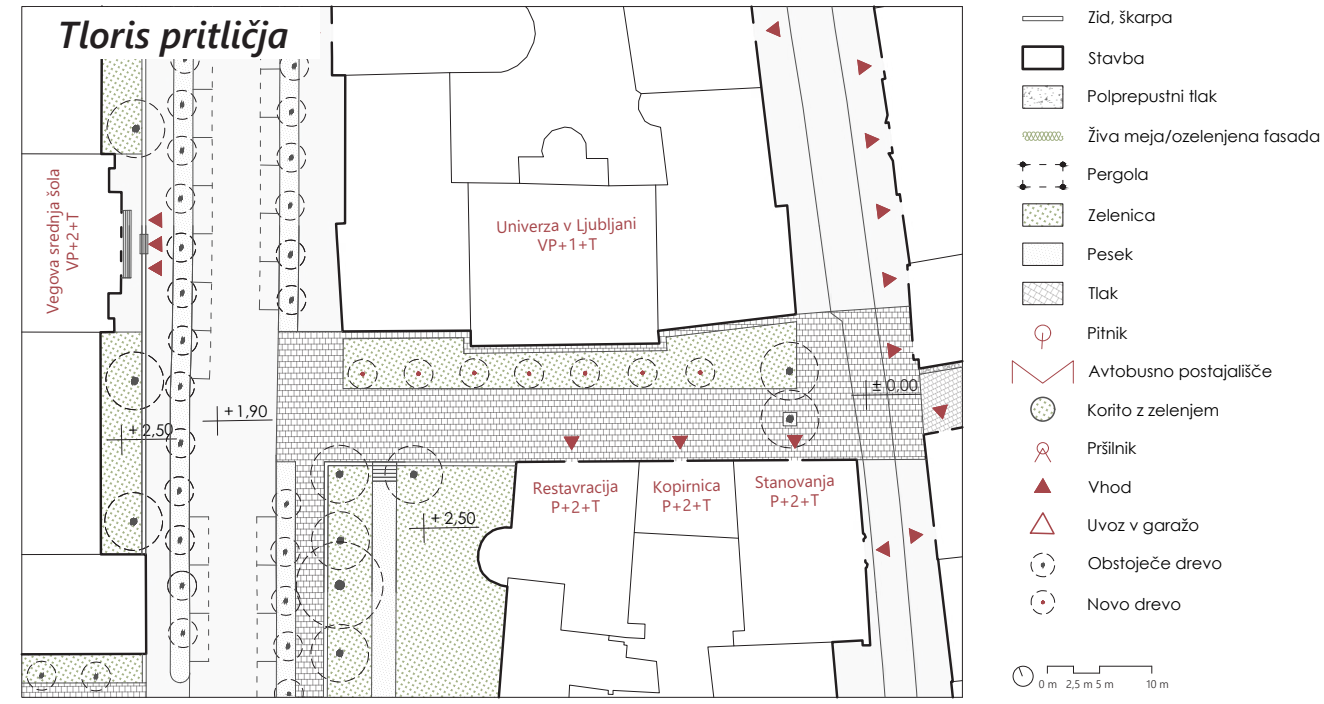 Tloris pritličja
Vegova srednja šola
VP+2+T
Univerza v Ljubljani
VP+1+T
+1,90
+2,50
± 0,00
+2,50
Restavracija
P+2+T
Kopirnica
P+2+T
Stanovanja
P+2+T
Zid, škarpa
Stavba
Polprepustni tlak
Živa meja/ozelenjena fasada
Pergola
Zelenica
Pesek
Tlak
Pitnik
Avtobusno postajališče
Korito z zelenjem
Pršilnik
Vhod
Uvoz v garažo
Obstoječe drevo
Novo drevo
0 m 2,5 m 5 m 10 m